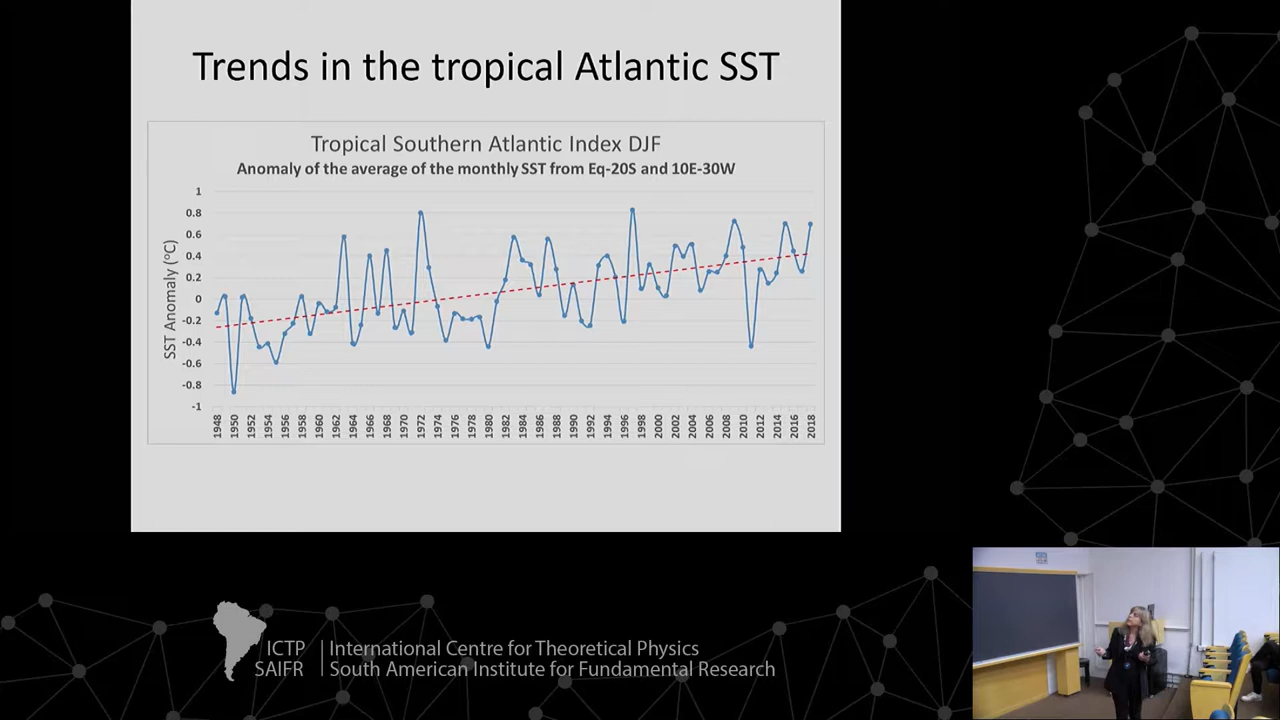 Trends in the tropical Atlantic SST
Tropical Southern Atlantic Index DJF
Anomaly of the average of the monthly SST from Eq-20S and 10E-30W
SST Anomaly (°C)
1
0.8
0.6
0.4
0.2
0
-0.2
-0.4
-0.6
-0.8
-1
1948 1950 1952 1954 1956 1958 1960 1962 1964 1966 1968 1970 1972 1974 1976 1978 1980 1982 1984 1986 1988 1990 1992 1994 1996 1998 2000 2002 2004 2006 2008 2010 2012 2014 2016 2018
ICTP International Centre for Theoretical Physics
SAIFR South American Institute for Fundamental Research